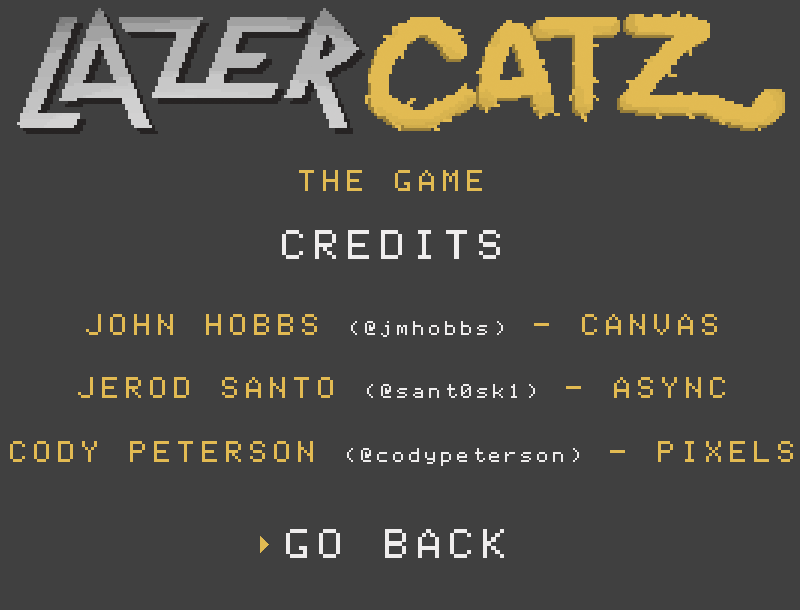 LAZER CATZ
THE GAME
CREDITS
JOHN HOBBS (@jmhobbs) - CANVAS
JEROD SANTO (@sant0sk1) - ASYNC
CODY PETERSON (@codypeterson) - PIXELS
GO BACK